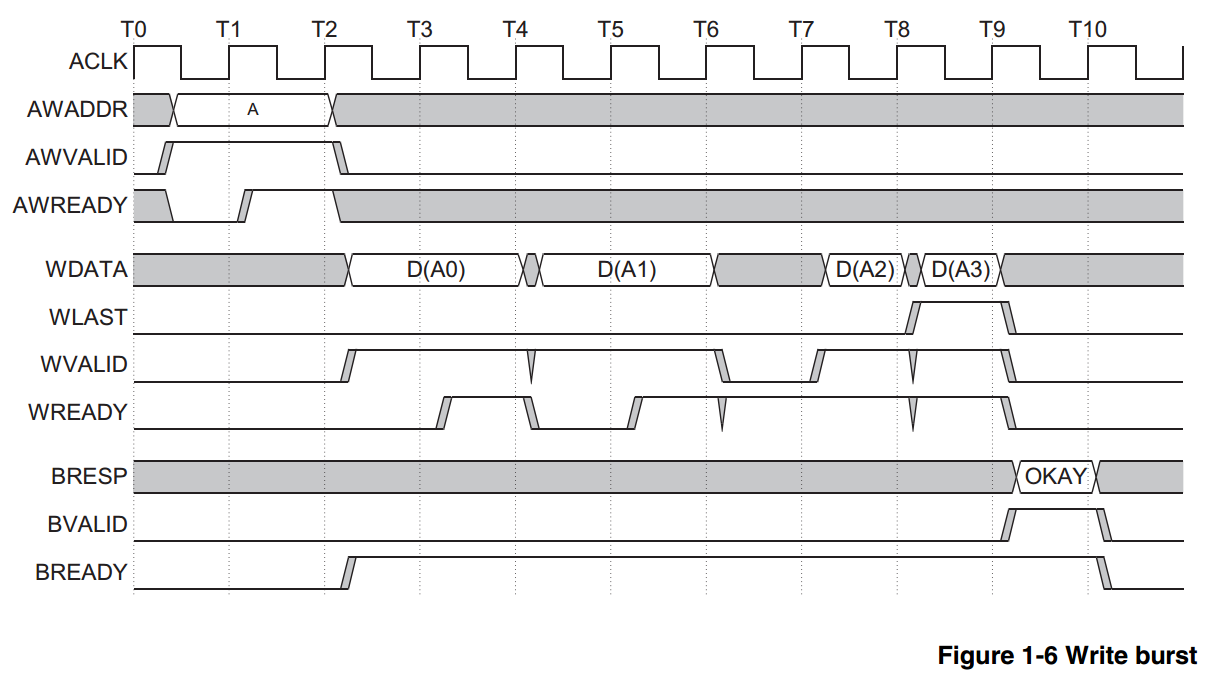 T0 T1 T2 T3 T4 T5 T6 T7 T8 T9 T10
ACLK
AWADDR A
AWVALID
AWREADY
WDATA D(A0) D(A1) D(A2) D(A3)
WLAST
WVALID
WREADY
BRESP OKAY
BVALID
BREADY
Figure 1-6 Write burst